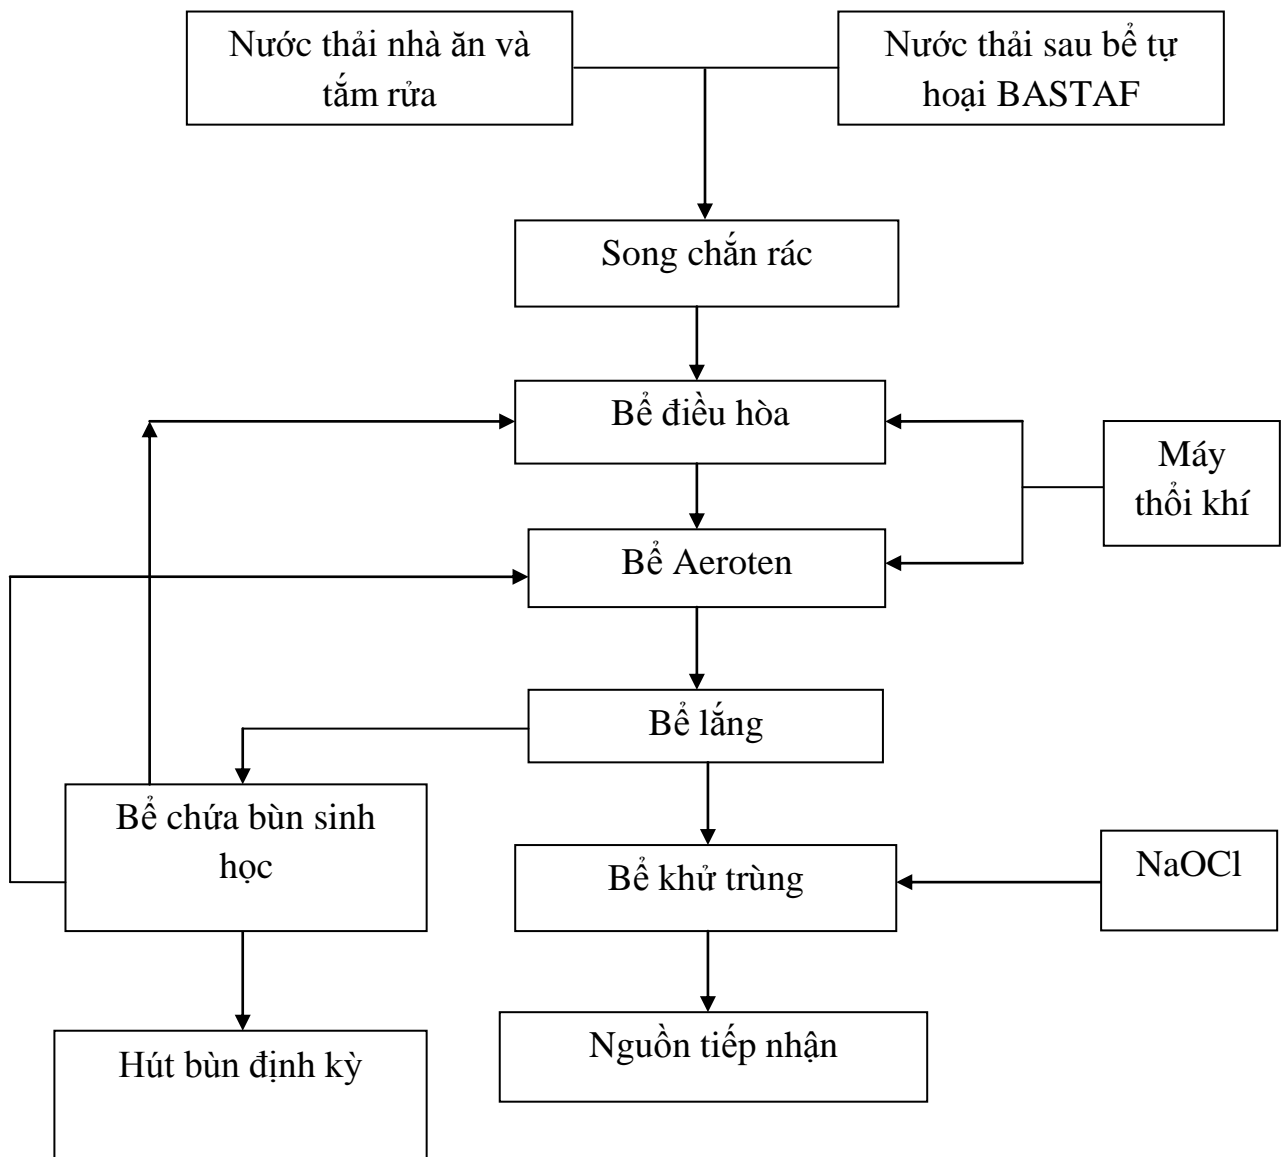 Nước thải nhà ăn và
tắm rửa
Nước thải sau bể tự
hoại BASTAF
Song chắn rác
Bể điều hòa
Máy
thổi khí
Bể Aeroten
Bể lắng
Bể chứa bùn sinh
học
Bể khử trùng
NaOCl
Nguồn tiếp nhận
Hút bùn định kỳ